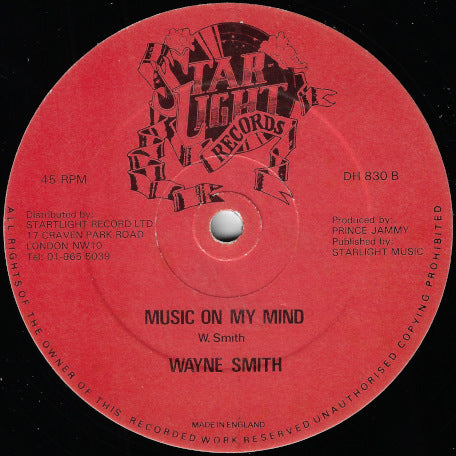 STAR
LIGHT
RECORDS
45 RPM
DH 830 B
Distributed by:
STARTLIGHT RECORD LTD
17 CRAVEN PARK ROAD
LONDON NW10
Tel: 01-965 5039
Produced by:
PRINCE JAMMY
Published by:
STARLIGHT MUSIC
MUSIC ON MY MIND
W. Smith
WAYNE SMITH
MADE IN ENGLAND
ALL RIGHTS OF THE OWNER OF THIS RECORDED WORK RESERVED UNAUTHORISED COPYING PROHIBITED